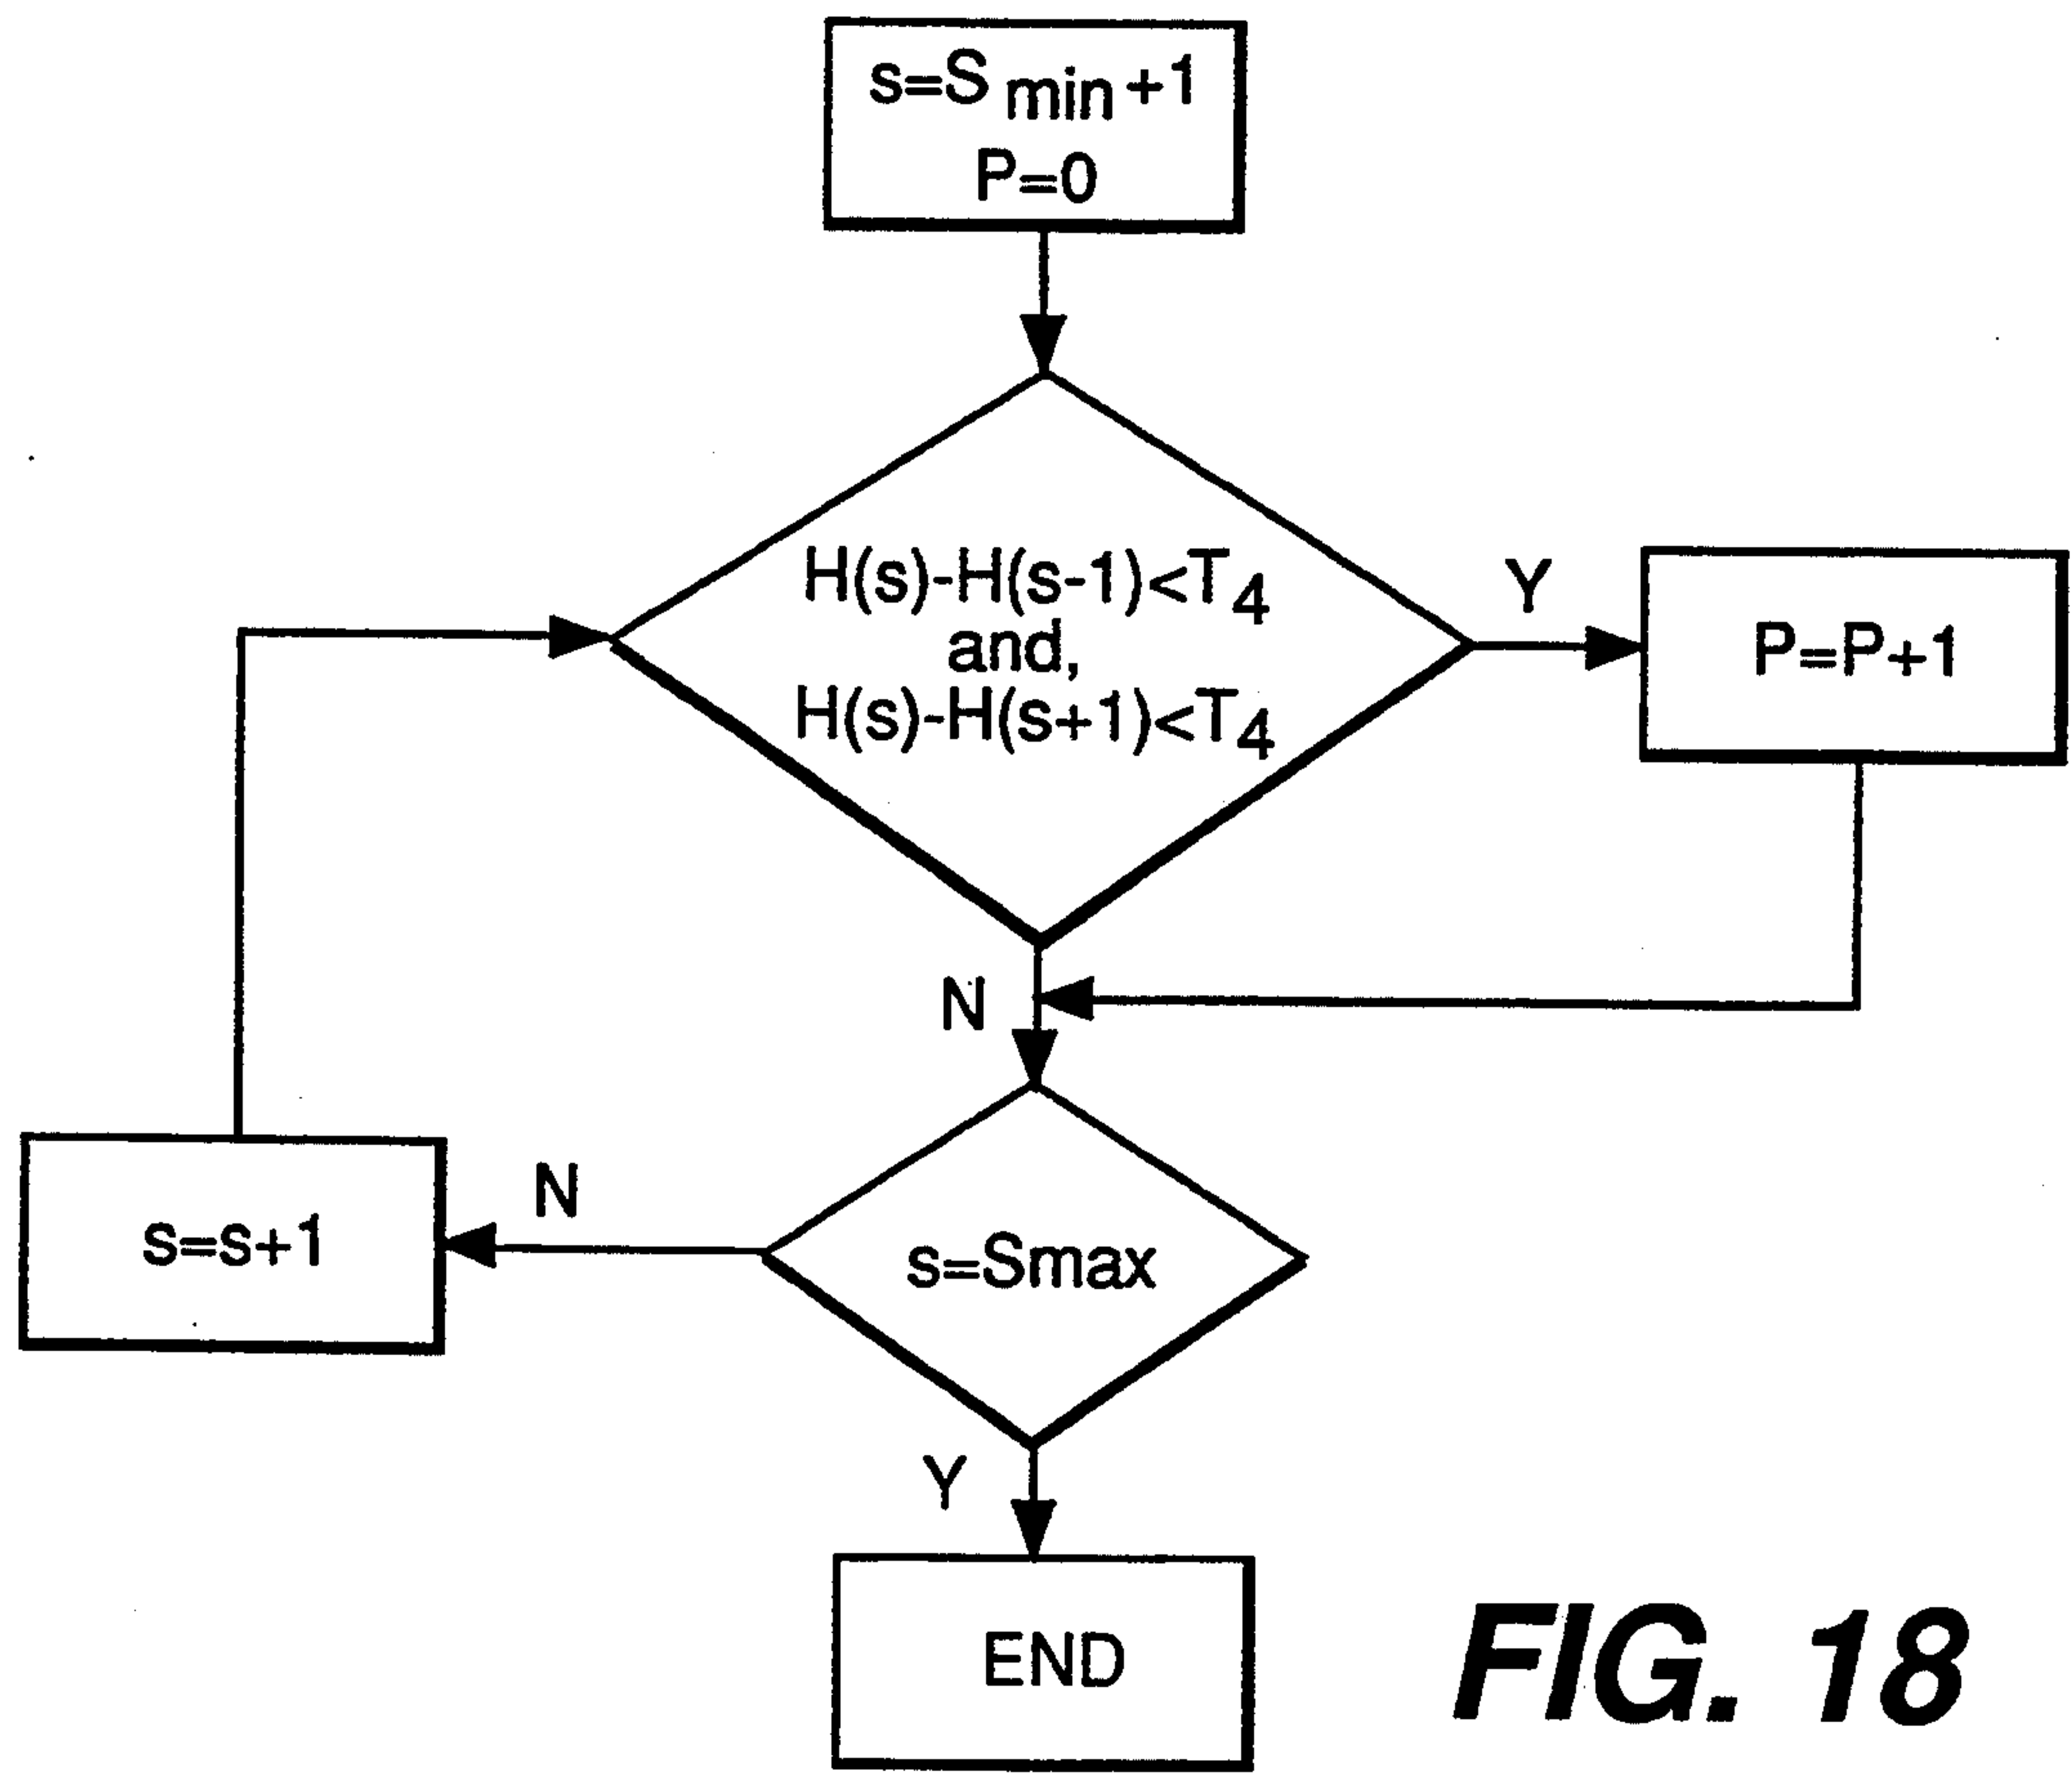 s=S min+1
P=0
H(s)-H(s-1)<T4
and,
H(s)-H(s+1)<T4
Y
P=P+1
N
s=s+1
N
s=Smax
Y
END
FIG. 18